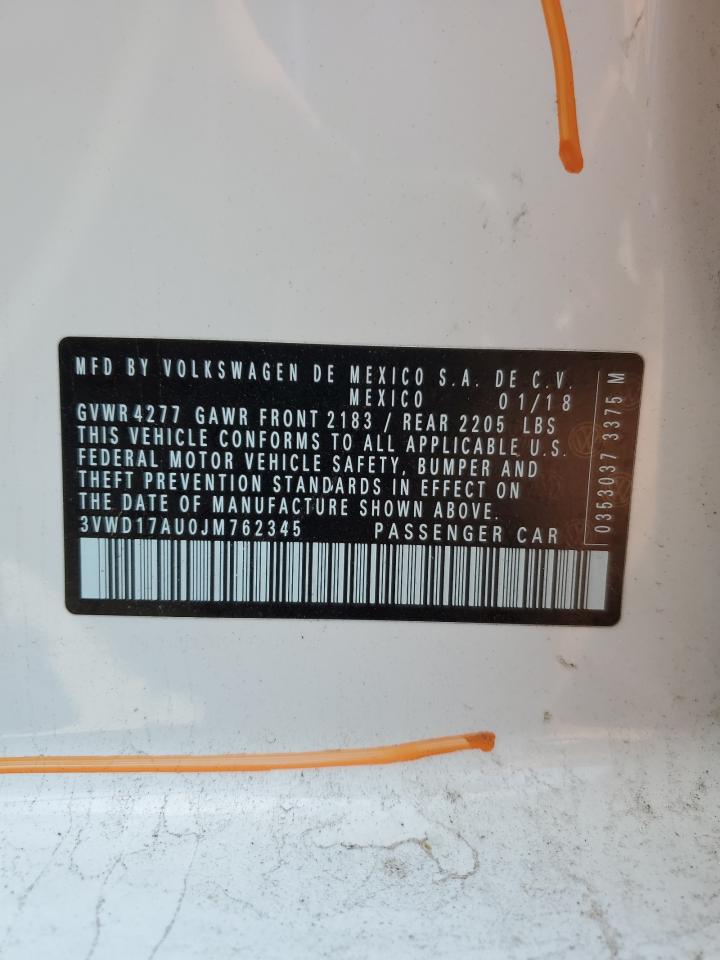 MFD BY VOLKSWAGEN DE MEXICO S.A. DE C.V.
MEXICO 01/18
GVWR4277 GAWR FRONT 2183 / REAR 2205 LBS
THIS VEHICLE CONFORMS TO ALL APPLICABLE U.S.
FEDERAL MOTOR VEHICLE SAFETY, BUMPER AND
THEFT PREVENTION STANDARDS IN EFFECT ON
THE DATE OF MANUFACTURE SHOWN ABOVE.
3VWD17AU0JM762345 PASSENGER CAR
0353037 3375 M